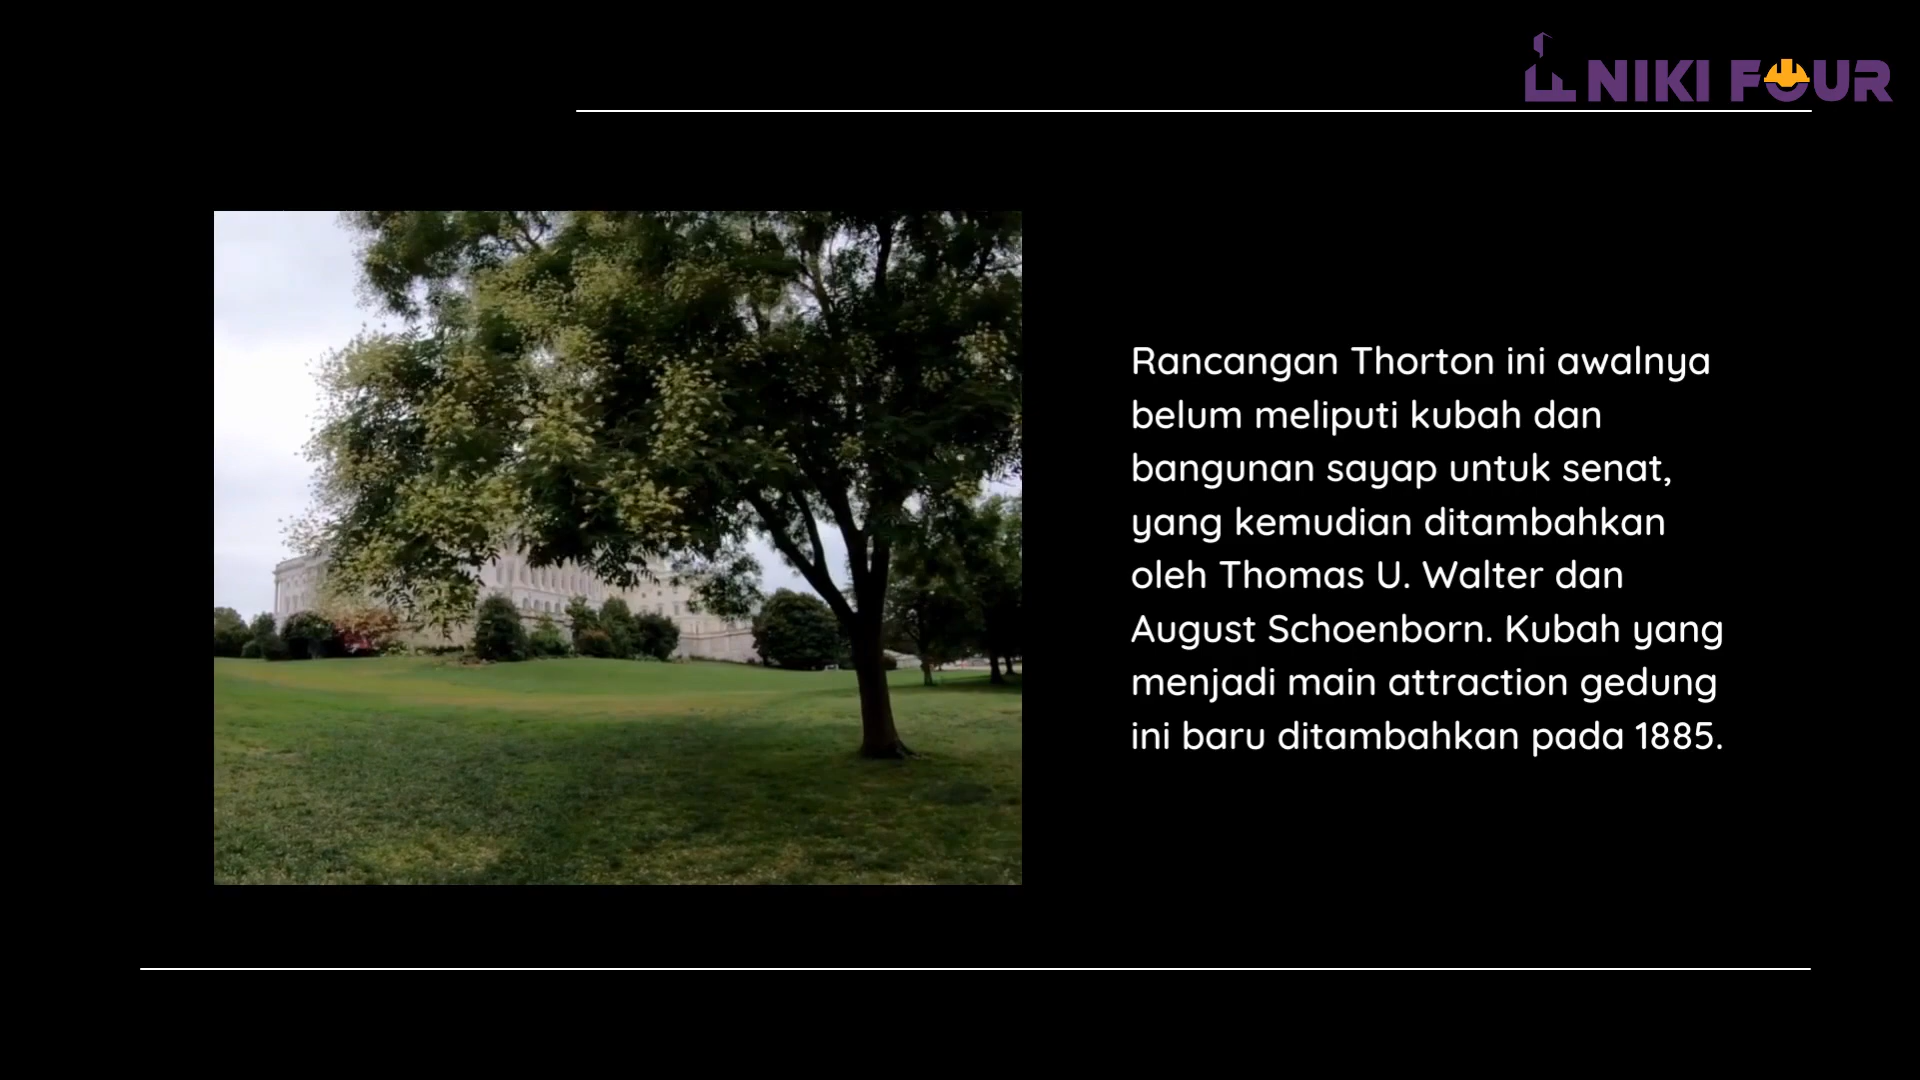 NIKI FOUR
Rancangan Thorton ini awalnya
belum meliputi kubah dan
bangunan sayap untuk senat,
yang kemudian ditambahkan
oleh Thomas U. Walter dan
August Schoenborn. Kubah yang
menjadi main attraction gedung
ini baru ditambahkan pada 1885.